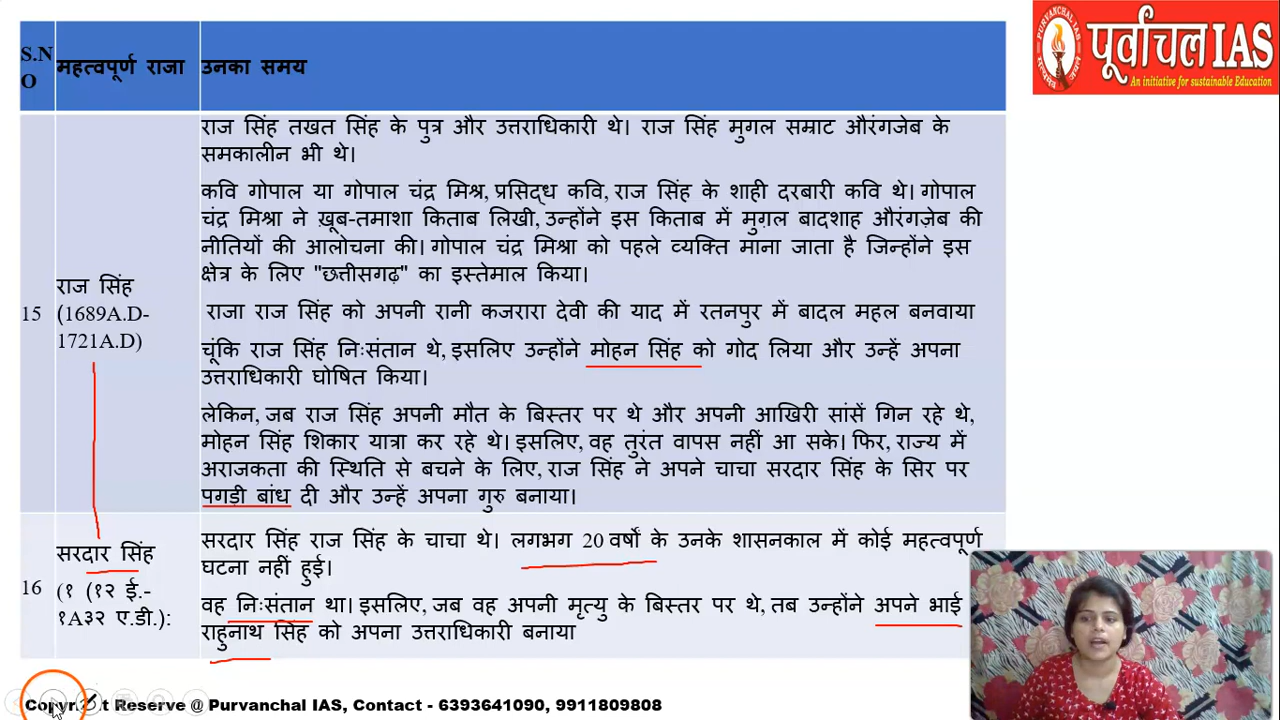 S.N
O
महत्वपूर्ण राजा
उनका समय
15
राज सिंह
(1689A.D-
1721A.D)
राज सिंह तखत सिंह के पुत्र और उत्तराधिकारी थे। राज सिंह मुगल सम्राट औरंगजेब के
समकालीन भी थे।
कवि गोपाल या गोपाल चंद्र मिश्र, प्रसिद्ध कवि, राज सिंह के शाही दरबारी कवि थे। गोपाल
चंद्र मिश्रा ने ख़ूब-तमाशा किताब लिखी, उन्होंने इस किताब में मुग़ल बादशाह औरंगज़ेब की
नीतियों की आलोचना की। गोपाल चंद्र मिश्रा को पहले व्यक्ति माना जाता है जिन्होंने इस
क्षेत्र के लिए "छत्तीसगढ़" का इस्तेमाल किया।
राजा राज सिंह को अपनी रानी कजरारा देवी की याद में रतनपुर में बादल महल बनवाया
चूंकि राज सिंह निःसंतान थे, इसलिए उन्होंने मोहन सिंह को गोद लिया और उन्हें अपना
उत्तराधिकारी घोषित किया।
लेकिन, जब राज सिंह अपनी मौत के बिस्तर पर थे और अपनी आखिरी सांसें गिन रहे थे,
मोहन सिंह शिकार यात्रा कर रहे थे। इसलिए, वह तुरंत वापस नहीं आ सके। फिर, राज्य में
अराजकता की स्थिति से बचने के लिए, राज सिंह ने अपने चाचा सरदार सिंह के सिर पर
पगड़ी बांध दी और उन्हें अपना गुरु बनाया।
16
सरदार सिंह
(१ (१२ ई.-
१A३२ ए.डी.):
सरदार सिंह राज सिंह के चाचा थे। लगभग 20 वर्षों के उनके शासनकाल में कोई महत्वपूर्ण
घटना नहीं हुई।
वह निःसंतान था। इसलिए, जब वह अपनी मृत्यु के बिस्तर पर थे, तब उन्होंने अपने भाई
राहुनाथ सिंह को अपना उत्तराधिकारी बनाया
PURVANCHAL IAS
पूर्वांचल IAS
An initiative for sustainable Education
Copyright Reserve @ Purvanchal IAS, Contact - 6393641090, 9911809808